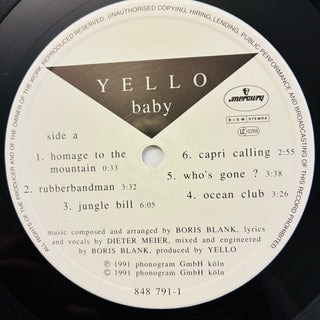 ALL RIGHTS OF THE PRODUCER AND OF THE OWNER OF THE WORK REPRODUCED RESERVED. UNAUTHORISED COPYING, HIRING, LENDING, PUBLIC PERFORMANCE AND BROADCASTING OF THIS RECORD PROHIBITED
YELLO
baby
mercury
BIEM STEMRA
LC 0268
side a
1. homage to the
mountain 0:33
2. rubberbandman 3:32
3. jungle bill 6:05
6. capri calling 2:55
5. who's gone ? 3:38
4. ocean club 3:26
music composed and arranged by BORIS BLANK, lyrics
and vocals by DIETER MEIER, mixed and engineered
by BORIS BLANK, produced by YELLO
℗ 1991 phonogram GmbH köln
© 1991 phonogram GmbH köln
848 791-1